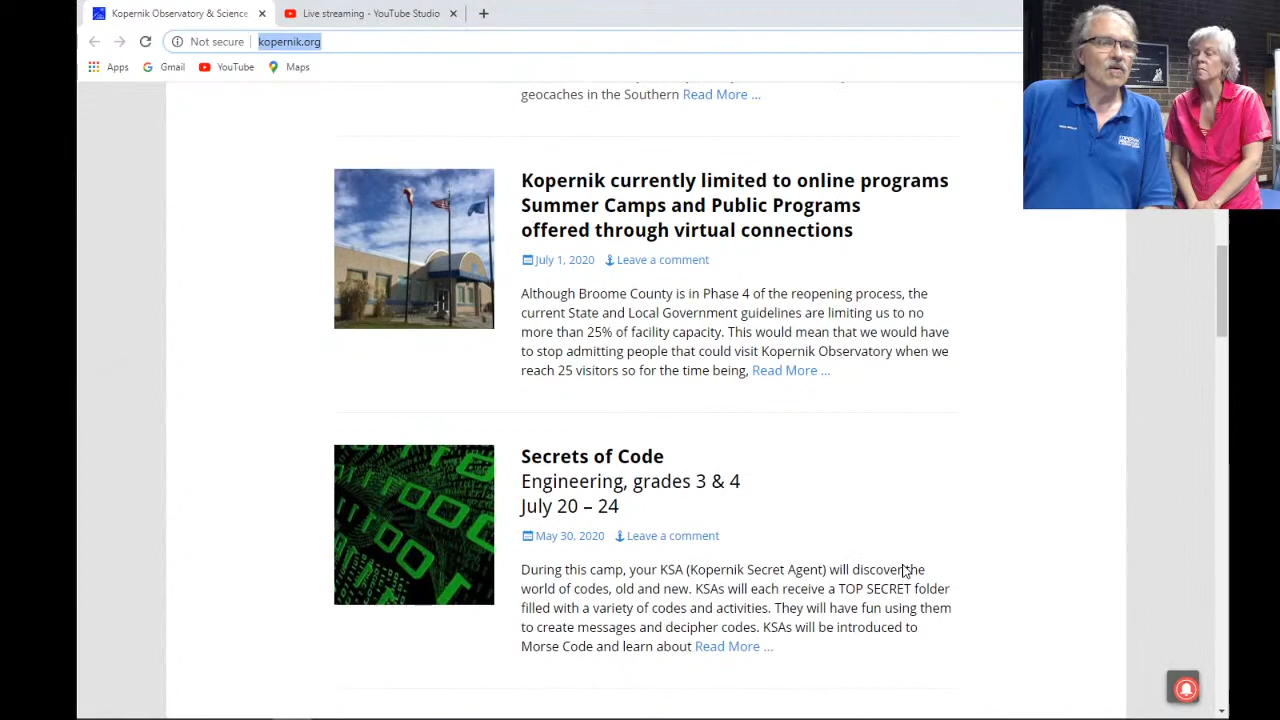 Kopernik Observatory & Science
Live streaming - YouTube Studio
Not secure
kopernik.org
Apps
Gmail
YouTube
Maps
geocaches in the Southern Read More ...
Kopernik currently limited to online programs
Summer Camps and Public Programs
offered through virtual connections
July 1, 2020 Leave a comment
Although Broome County is in Phase 4 of the reopening process, the
current State and Local Government guidelines are limiting us to no
more than 25% of facility capacity. This would mean that we would have
to stop admitting people that could visit Kopernik Observatory when we
reach 25 visitors so for the time being, Read More ...
Secrets of Code
Engineering, grades 3 & 4
July 20 – 24
May 30, 2020 Leave a comment
During this camp, your KSA (Kopernik Secret Agent) will discover the
world of codes, old and new. KSAs will each receive a TOP SECRET folder
filled with a variety of codes and activities. They will have fun using them
to create messages and decipher codes. KSAs will be introduced to
Morse Code and learn about Read More ...